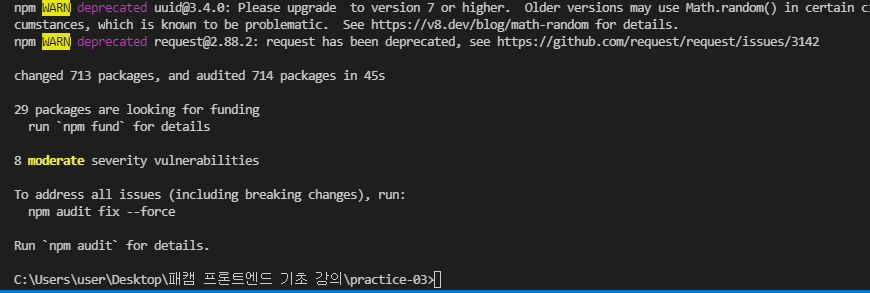 npm WARN deprecated uuid@3.4.0: Please upgrade  to version 7 or higher.  Older versions may use Math.random() in certain ci
cumstances, which is known to be problematic.  See https://v8.dev/blog/math-random for details.
npm WARN deprecated request@2.88.2: request has been deprecated, see https://github.com/request/request/issues/3142
changed 713 packages, and audited 714 packages in 45s
29 packages are looking for funding
run `npm fund` for details
8 moderate severity vulnerabilities
To address all issues (including breaking changes), run:
npm audit fix --force
Run `npm audit` for details.
C:\Users\user\Desktop\패캠 프론트엔드 기초 강의\practice-03>